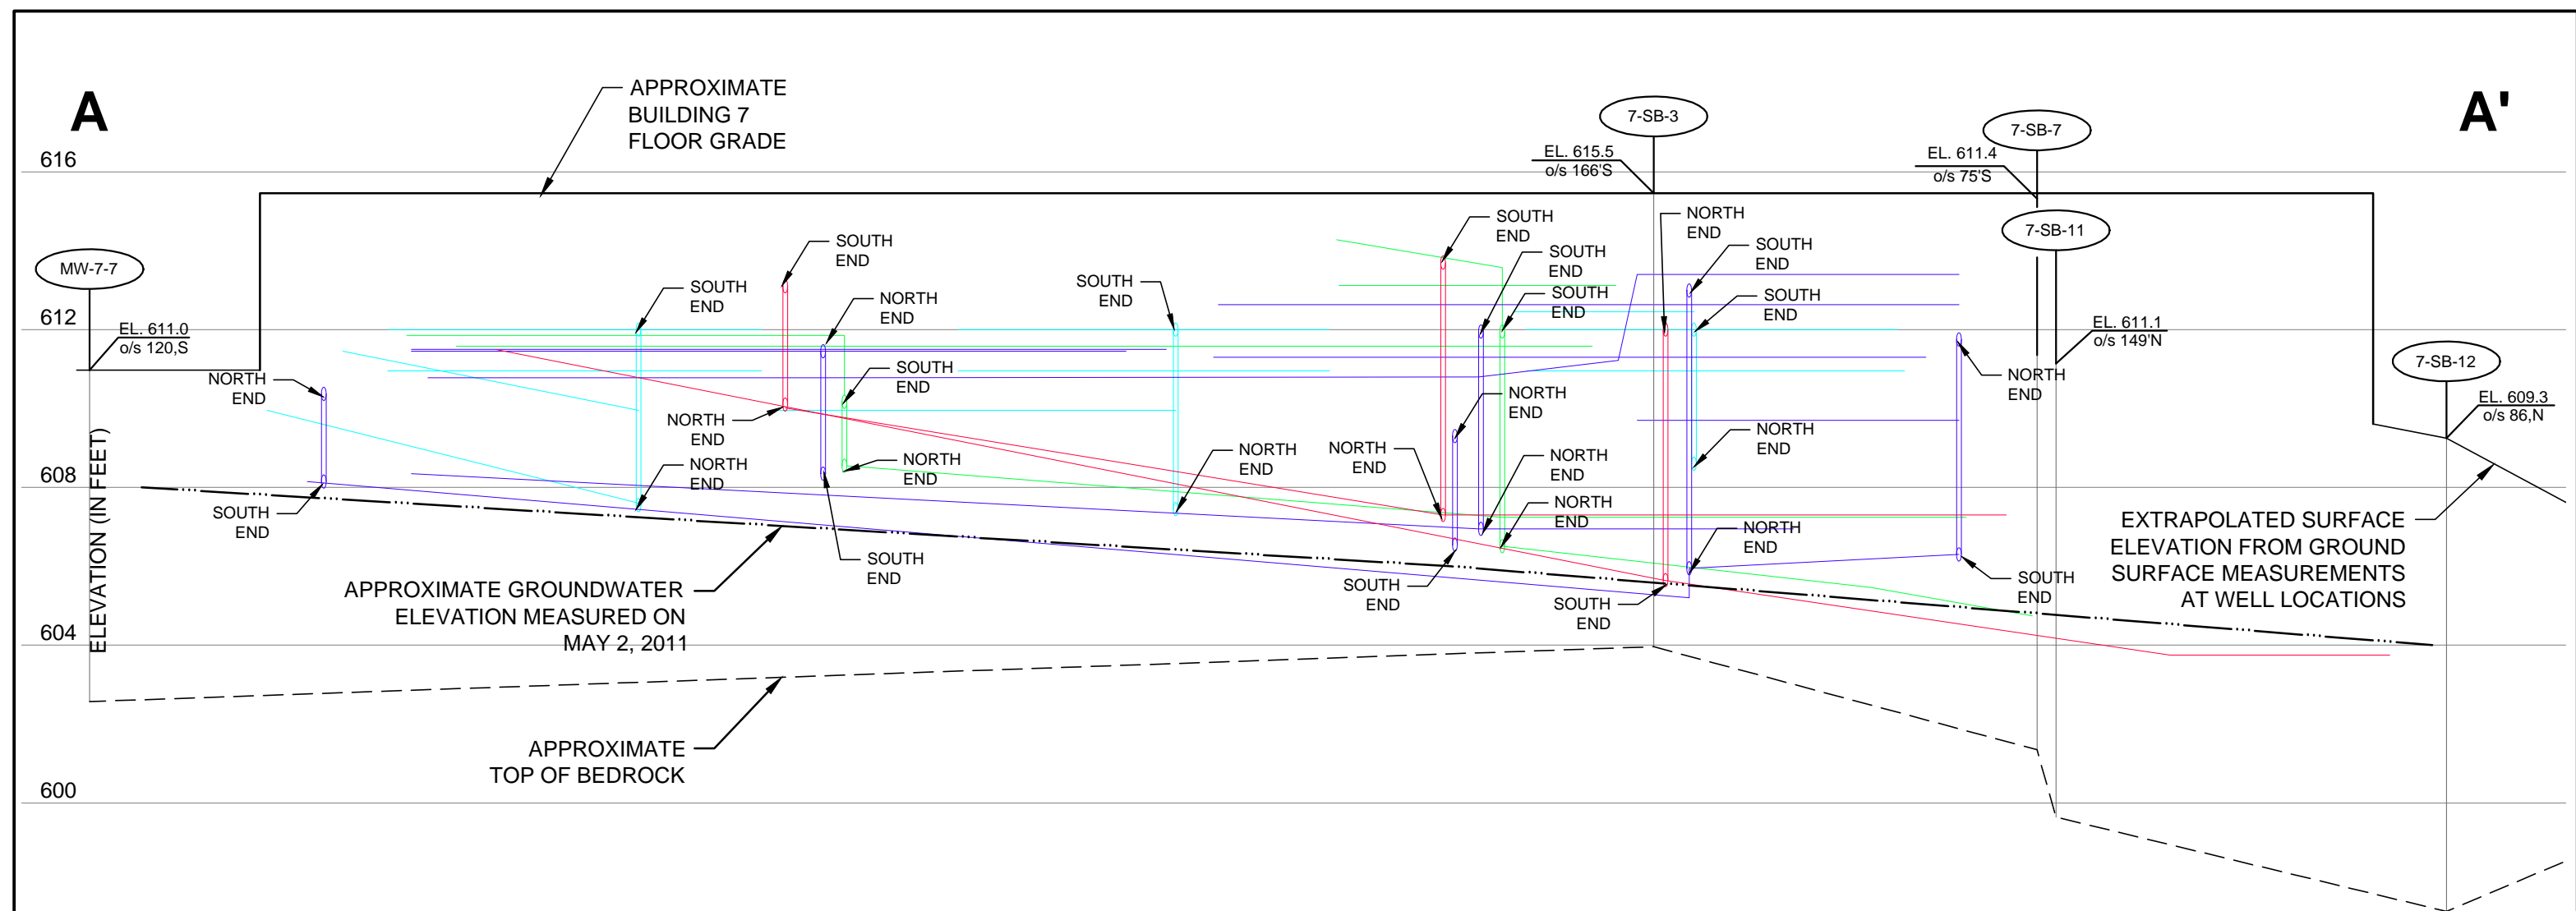 A
A'
APPROXIMATE
BUILDING 7
FLOOR GRADE
7-SB-3
7-SB-7
EL. 615.5
o/s 166'S
EL. 611.4
o/s 75'S
616
MW-7-7
EL. 611.0
o/s 120,S
7-SB-11
EL. 611.1
o/s 149'N
7-SB-12
EL. 609.3
o/s 86,N
612
608
604
600
ELEVATION (IN FEET)
NORTH
END
SOUTH
END
SOUTH
END
NORTH
END
SOUTH
END
NORTH
END
NORTH
END
SOUTH
END
SOUTH
END
NORTH
END
SOUTH
END
NORTH
END
SOUTH
END
NORTH
END
SOUTH
END
SOUTH
END
NORTH
END
NORTH
END
NORTH
END
SOUTH
END
NORTH
END
SOUTH
END
SOUTH
END
SOUTH
END
NORTH
END
NORTH
END
NORTH
END
SOUTH
END
APPROXIMATE GROUNDWATER
ELEVATION MEASURED ON
MAY 2, 2011
APPROXIMATE
TOP OF BEDROCK
EXTRAPOLATED SURFACE
ELEVATION FROM GROUND
SURFACE MEASUREMENTS
AT WELL LOCATIONS